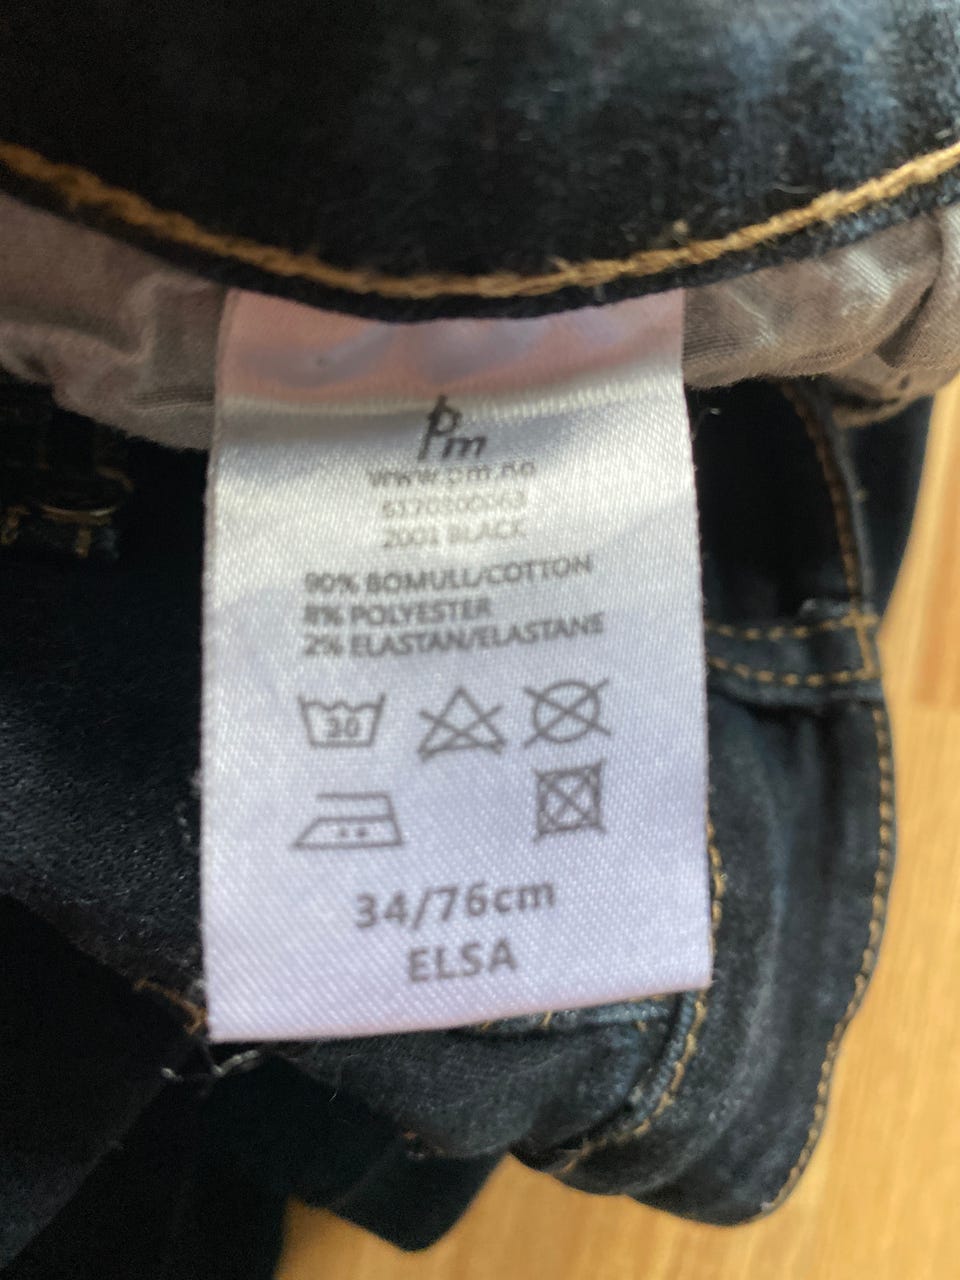 Pm
www.pm.no
2001 BLACK
90% BOMULL/COTTON
8% POLYESTER
2% ELASTAN/ELASTANE
30
34/76cm
ELSA